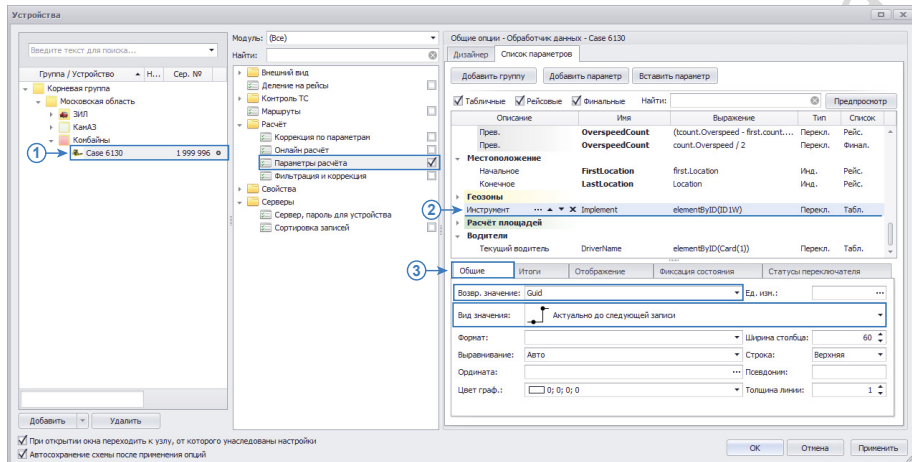 Устройства
Введите текст для поиска...
Группа / Устройство Н... Сер. №
Корневая группа
Московская область
ЗИЛ
КамАЗ
Комбайны
1
Case 6130 1 999 996
Добавить Удалить
Модуль: (Все)
Найти:
Внешний вид
Деление на рейсы
Контроль ТС
Маршруты
Расчёт
Коррекция по параметрам
Онлайн расчёт
Параметры расчёта
Фильтрация и коррекция
Свойства
Серверы
Сервер, пароль для устройства
Сортировка записей
Общие опции - Обработчик данных - Case 6130
Дизайнер Список параметров
Добавить группу Добавить параметр Вставить параметр
Табличные Рейсовые Финальные Найти: Предпросмотр
Описание Имя Выражение Тип Список
Прев. OverspeedCount (tcount.Overspeed - first.count.... Перекл. Рейс.
Прев. OverspeedCount count.Overspeed / 2 Перекл. Финал.
Местоположение
Начальное FirstLocation first.Location Инд. Рейс.
Конечное LastLocation Location Инд. Рейс.
Геозоны
2
Инструмент ... Implement elementByID(ID1W) Перекл. Табл.
Расчёт площадей
Водители
Текущий водитель DriverName elementByID(Card(1)) Перекл. Табл.
3
Общие Итоги Отображение Фиксация состояния Статусы переключателя
Возвр. значение: Guid Ед. изм.: ...
Вид значения: Актуально до следующей записи
Формат: Ширина столбца: 60
Выравнивание: Авто Строка: Верхняя
Ордината: ... Псевдоним:
Цвет граф.: 0; 0; 0; 0 Толщина линии: 1
При открытии окна переходить к узлу, от которого унаследованы настройки
Автосохранение схемы после применения опций
OK Отмена Применить